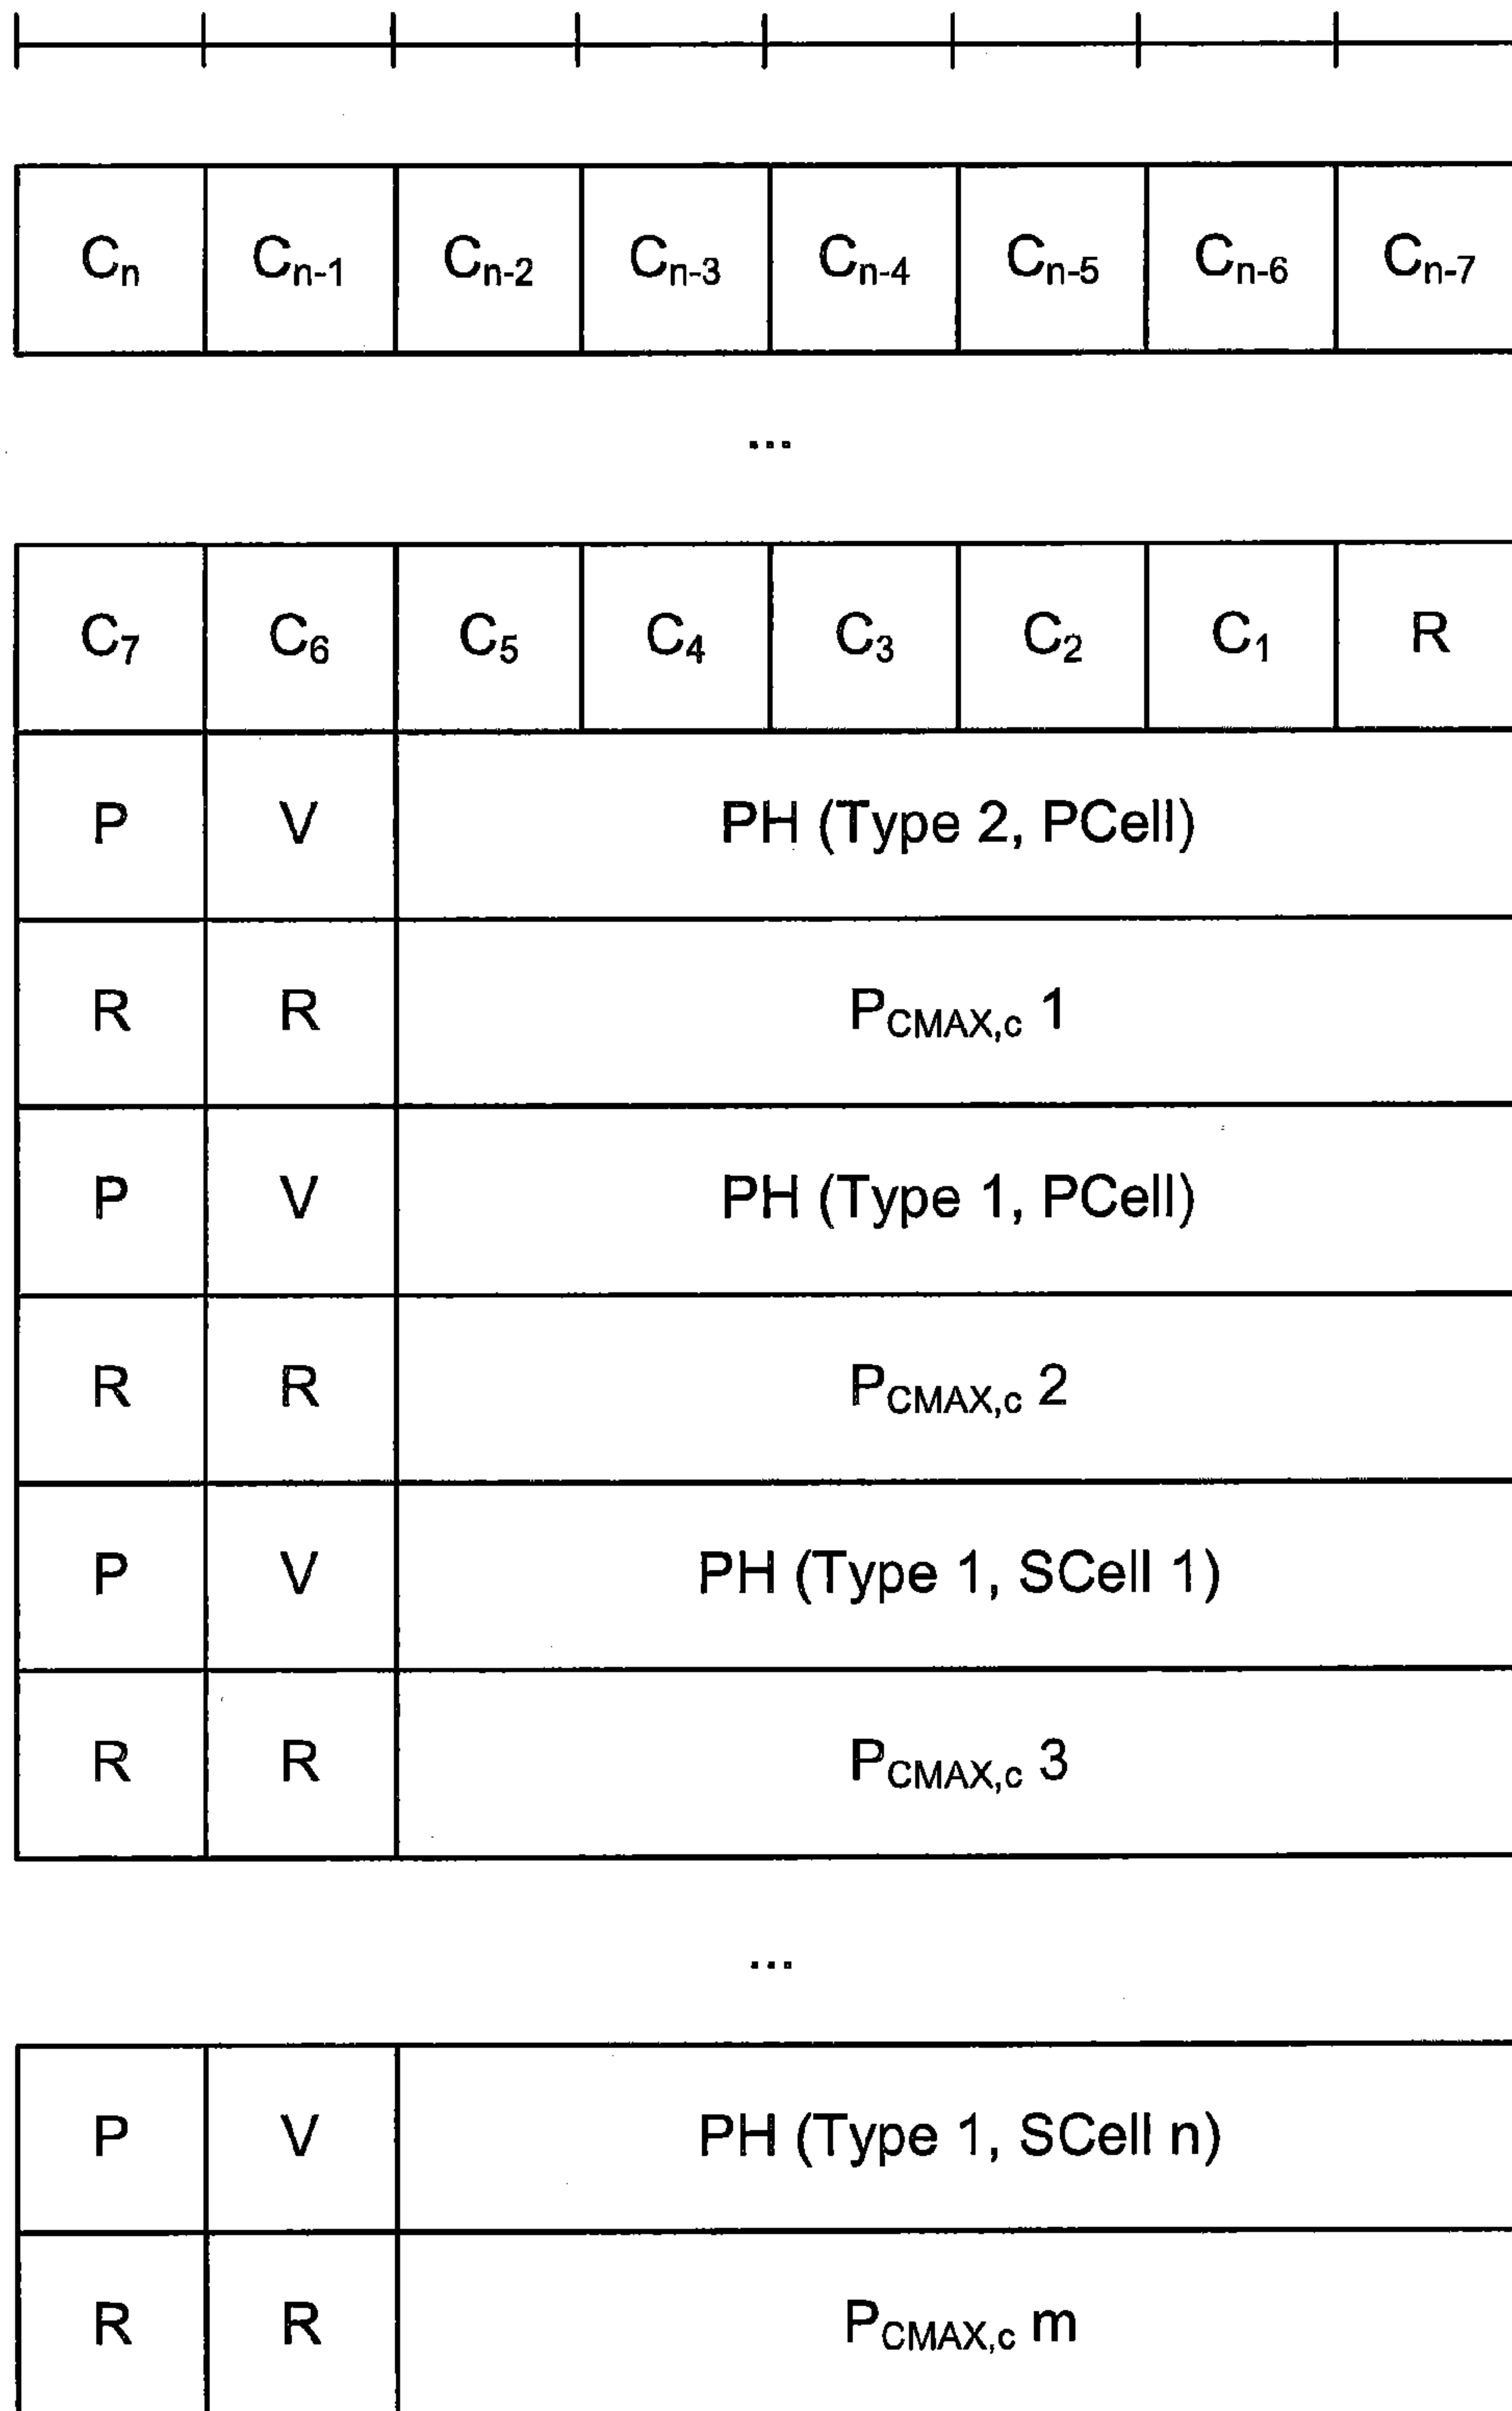 Cn Cn-1 Cn-2 Cn-3 Cn-4 Cn-5 Cn-6 Cn-7
...
C7 C6 C5 C4 C3 C2 C1 R
P V PH (Type 2, PCell)
R R PCMAX,c 1
P V PH (Type 1, PCell)
R R PCMAX,c 2
P V PH (Type 1, SCell 1)
R R PCMAX,c 3
...
P V PH (Type 1, SCell n)
R R PCMAX,c m